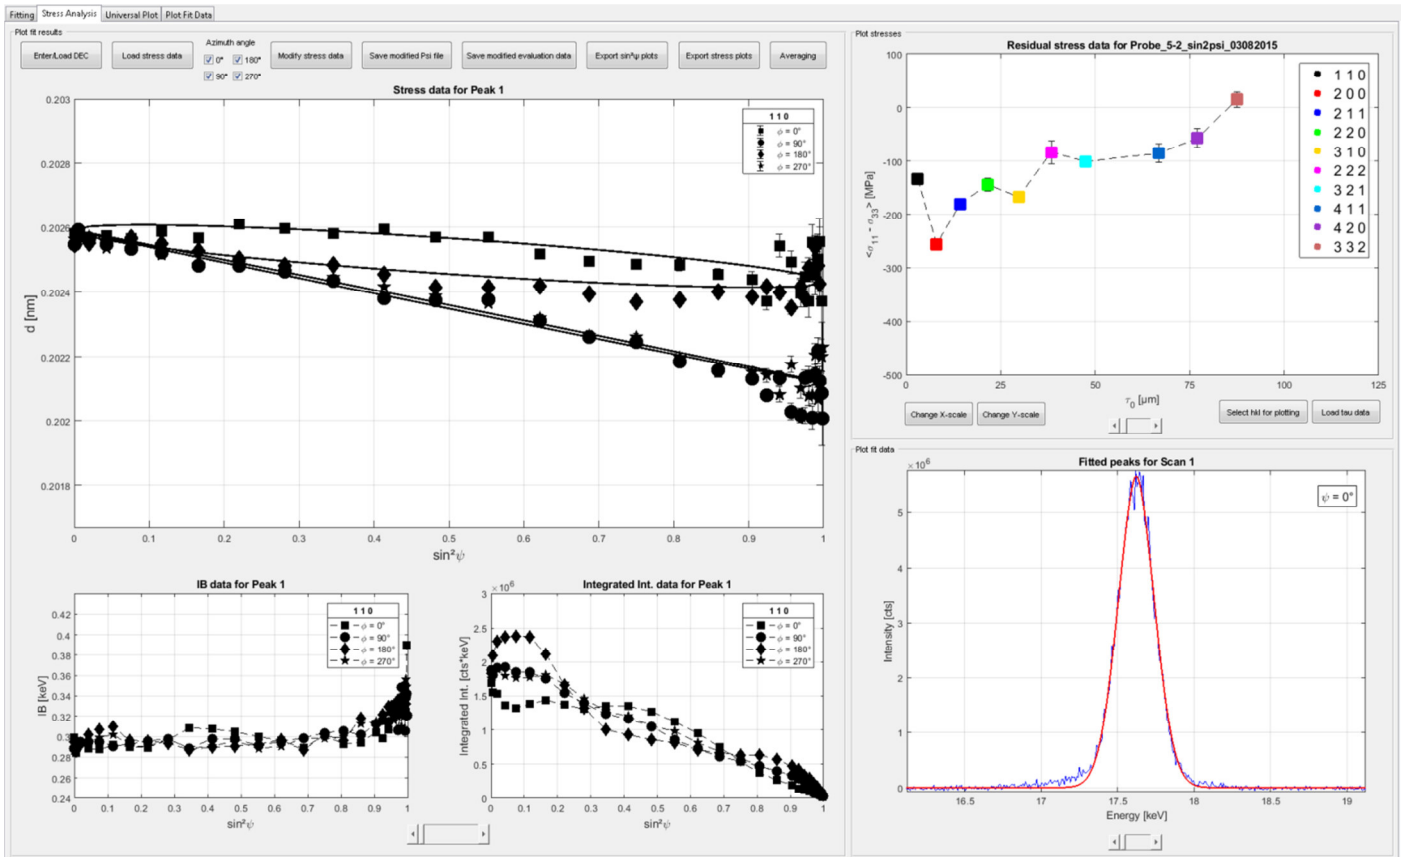 Fitting Stress Analysis Universal Plot Plot Fit Data
Plot fit results
Enter/Load DEC
Load stress data
Azimuth angle
0° 180°
90° 270°
Modify stress data
Save modified Psi file
Save modified evaluation data
Export sin²ψ plots
Export stress plots
Averaging
Stress data for Peak 1
0.203
0.2028
0.2026
0.2024
0.2022
0.202
0.2018
d [nm]
1 1 0
ϕ = 0°
ϕ = 90°
ϕ = 180°
ϕ = 270°
0 0.1 0.2 0.3 0.4 0.5 0.6 0.7 0.8 0.9 1
sin²ψ
IB data for Peak 1
0.42
0.4
0.38
0.36
0.34
0.32
0.3
0.28
0.26
0.24
IB [keV]
1 1 0
ϕ = 0°
ϕ = 90°
ϕ = 180°
ϕ = 270°
0 0.1 0.2 0.3 0.4 0.5 0.6 0.7 0.8 0.9 1
sin²ψ
Integrated Int. data for Peak 1
× 10⁶
3
2.5
2
1.5
1
0.5
0
Integrated Int. [cts*keV]
1 1 0
ϕ = 0°
ϕ = 90°
ϕ = 180°
ϕ = 270°
0 0.1 0.2 0.3 0.4 0.5 0.6 0.7 0.8 0.9 1
sin²ψ
Plot stresses
Residual stress data for Probe_5-2_sin2psi_03082015
100
0
-100
-200
-300
-400
-500
<σ₁₁ - σ₃₃> [MPa]
1 1 0
2 0 0
2 1 1
2 2 0
3 1 0
2 2 2
3 2 1
4 1 1
4 2 0
3 3 2
0 25 50 75 100 125
τ₀ [µm]
Change X-scale
Change Y-scale
Select hkl for plotting
Load tau data
Plot fit data
Fitted peaks for Scan 1
× 10⁶
5
4
3
2
1
0
Intensity [cts]
ψ = 0°
16.5 17 17.5 18 18.5 19
Energy [keV]